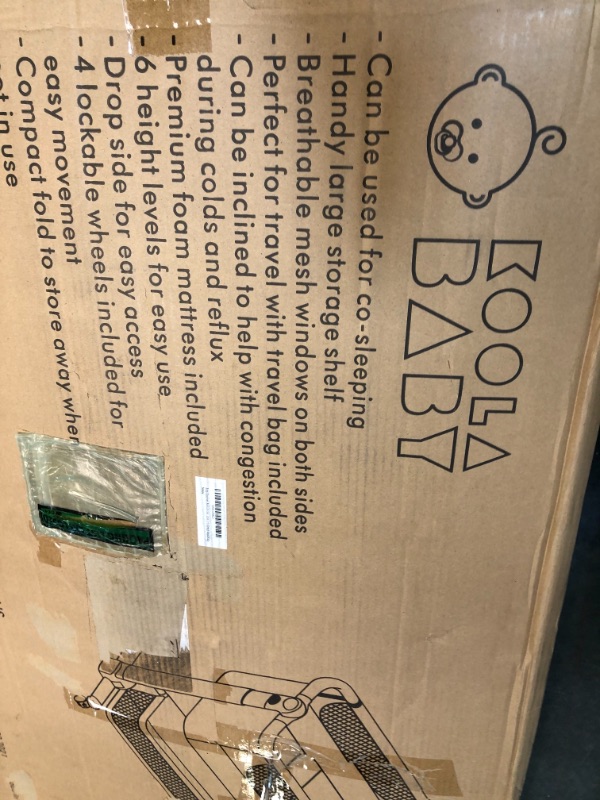 KOOLA
BABY
- Can be used for co-sleeping
- Handy large storage shelf
- Breathable mesh windows on both sides
- Perfect for travel with travel bag included
- Can be inclined to help with congestion
during colds and reflux
- Premium foam mattress included
- 6 height levels for easy use
- Drop side for easy access
- 4 lockable wheels included for
easy movement
- Compact fold to store away when
in use